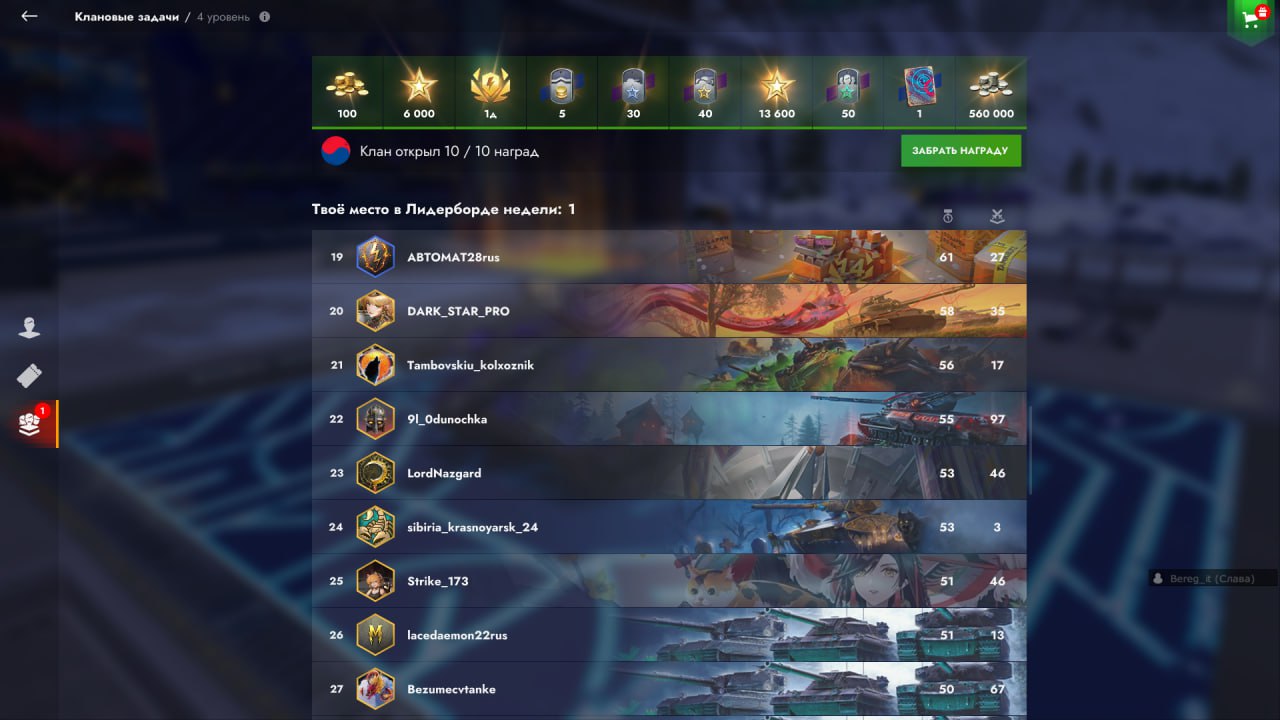 Клановые задачи / 4 уровень
100 6 000 1д 5 30 40 13 600 50 1 560 000
Клан открыл 10 / 10 наград
ЗАБРАТЬ НАГРАДУ
Твоё место в Лидерборде недели: 1
19 ABTOMAT28rus 61 27
20 DARK_STAR_PRO 58 35
21 Tambovskiu_kolxoznik 56 17
1
22 9l_0dunochka 55 97
23 LordNazgard 53 46
24 sibiria_krasnoyarsk_24 53 3
25 Strike_173 51 46
Bereg_it (Слава)
26 lacedaemon22rus 51 13
27 Bezumecvtanke 50 67